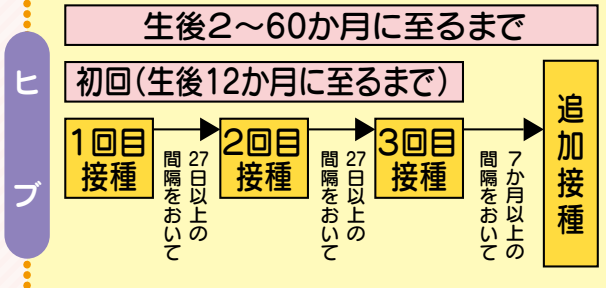 ヒブ
生後2〜60か月に至るまで
初回(生後12か月に至るまで)
1回目
接種
27日以上の
間隔をおいて
2回目
接種
27日以上の
間隔をおいて
3回目
接種
7か月以上の
間隔をおいて
追加接種